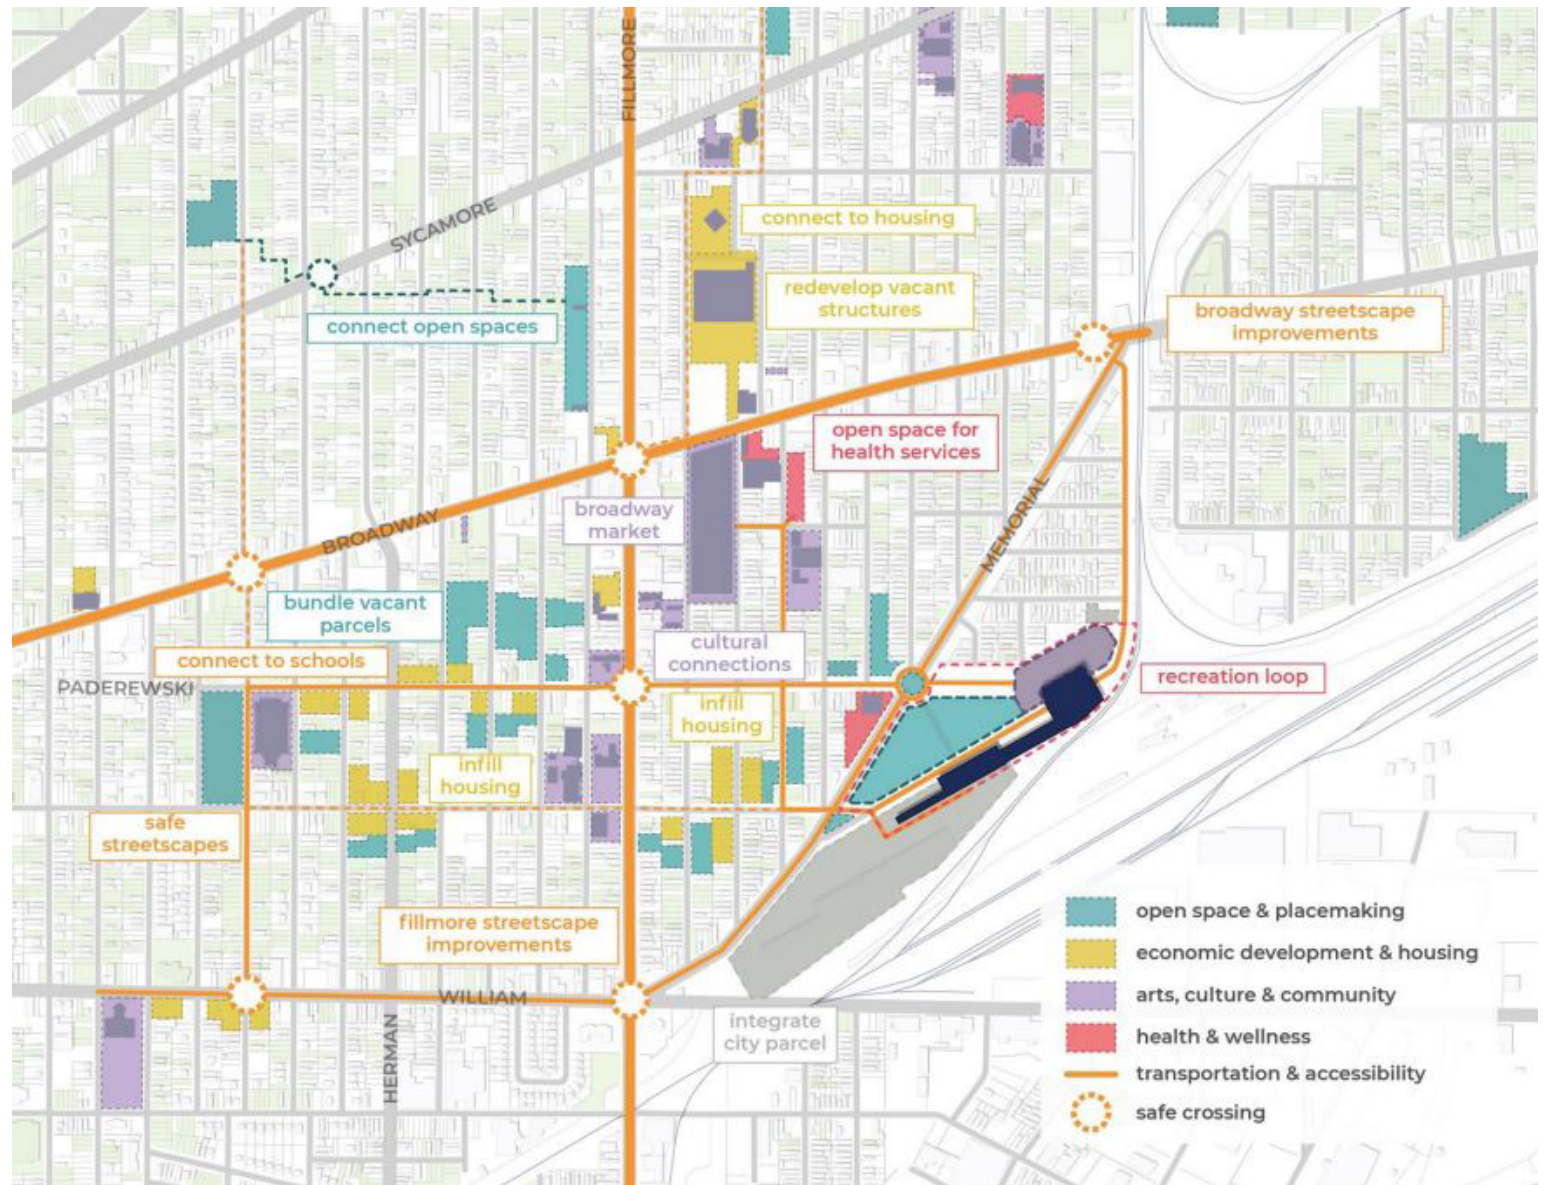 FILLMORE
SYCAMORE
connect to housing
redevelop vacant
structures
broadway streetscape
improvements
connect open spaces
open space for
health services
broadway
market
BROADWAY
MEMORIAL
bundle vacant
parcels
cultural
connections
connect to schools
PADEREWSKI
recreation loop
infill
housing
infill
housing
safe
streetscapes
fillmore streetscape
improvements
WILLIAM
HERMAN
integrate
city parcel
open space & placemaking
economic development & housing
arts, culture & community
health & wellness
transportation & accessibility
safe crossing